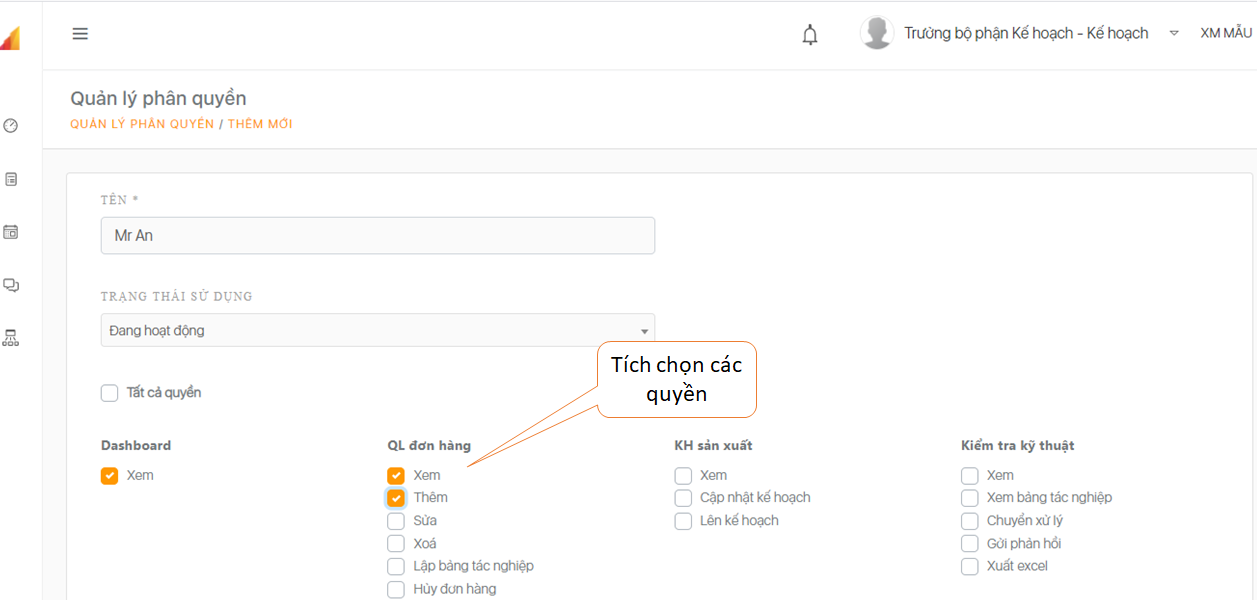 Trưởng bộ phận Kế hoạch - Kế hoạch
XM MẪU
Quản lý phân quyền
QUẢN LÝ PHÂN QUYỀN / THÊM MỚI
TÊN *
Mr An
TRẠNG THÁI SỬ DỤNG
Đang hoạt động
Tích chọn các
quyền
Tất cả quyền
Dashboard
Xem
QL đơn hàng
Xem
Thêm
Sửa
Xoá
Lập bảng tác nghiệp
Hủy đơn hàng
KH sản xuất
Xem
Cập nhật kế hoạch
Lên kế hoạch
Kiểm tra kỹ thuật
Xem
Xem bảng tác nghiệp
Chuyển xử lý
Gửi phản hồi
Xuất excel